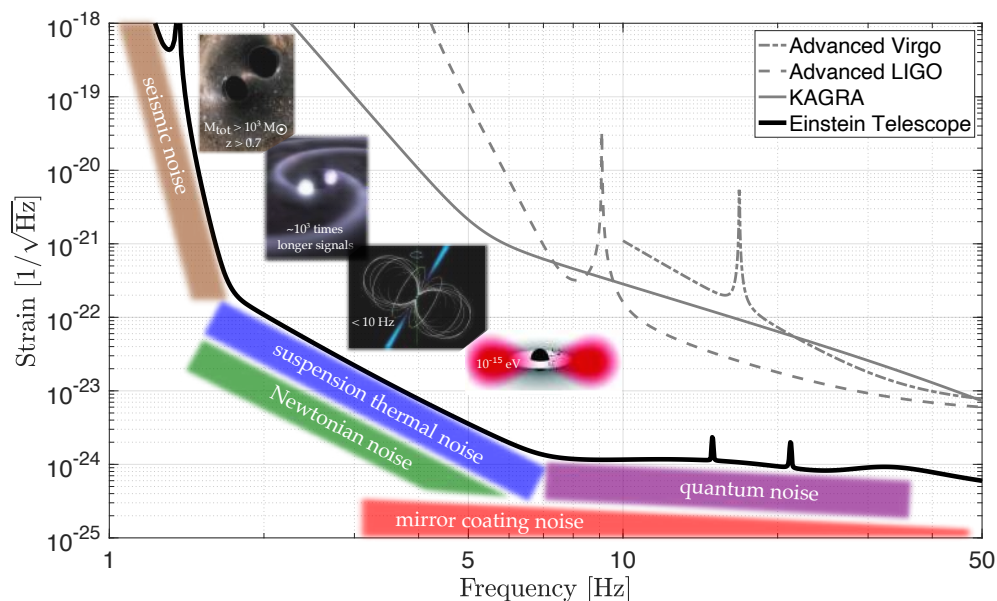 10^-18
10^-19
10^-20
10^-21
10^-22
10^-23
10^-24
10^-25
Strain [1/√Hz]
1
2
5
10
20
50
Frequency [Hz]
Advanced Virgo
Advanced LIGO
KAGRA
Einstein Telescope
seismic noise
M_tot > 10^3 M_⊙
z > 0.7
~10^3 times
longer signals
< 10 Hz
10^-15 eV
suspension thermal noise
Newtonian noise
quantum noise
mirror coating noise